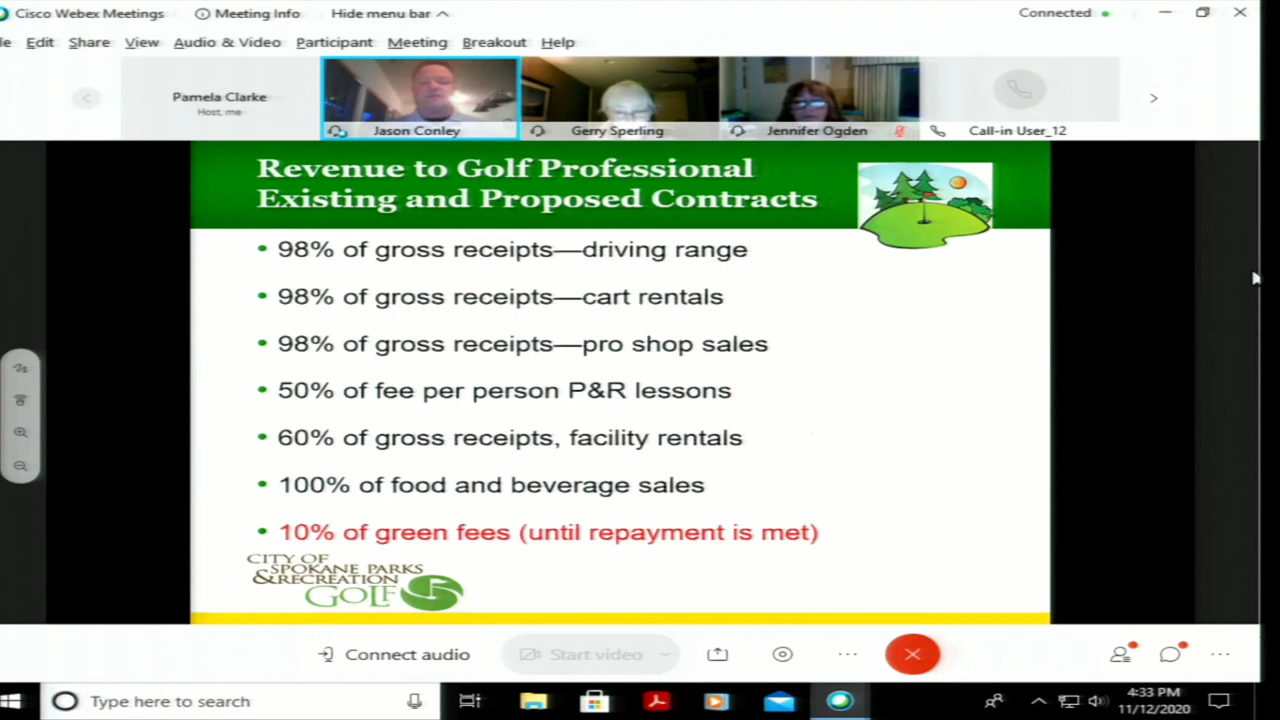 Cisco Webex Meetings
Meeting Info
Hide menu bar
Connected
le Edit Share View Audio & Video Participant Meeting Breakout Help
Pamela Clarke
Host, me
Jason Conley
Gerry Sperling
Jennifer Ogden
Call-in User_12
Revenue to Golf Professional
Existing and Proposed Contracts
• 98% of gross receipts—driving range
• 98% of gross receipts—cart rentals
• 98% of gross receipts—pro shop sales
• 50% of fee per person P&R lessons
• 60% of gross receipts, facility rentals
• 100% of food and beverage sales
• 10% of green fees (until repayment is met)
CITY OF
SPOKANE PARKS
&RECREATION
GOLF
Connect audio
Start video
Type here to search
4:33 PM
11/12/2020